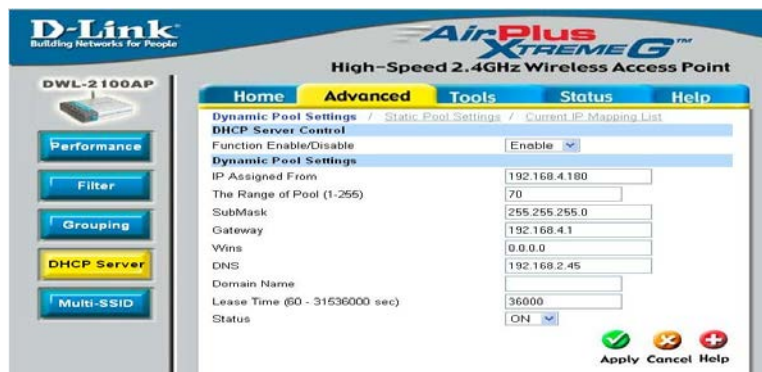 D-Link
Building Networks for People
AirPlus
XTREME G™
High-Speed 2.4GHz Wireless Access Point
DWL-2100AP
Home Advanced Tools Status Help
Dynamic Pool Settings / Static Pool Settings / Current IP Mapping List
DHCP Server Control
Performance
Function Enable/Disable Enable
Dynamic Pool Settings
IP Assigned From 192.168.4.180
Filter
The Range of Pool (1-255) 70
SubMask 255.255.255.0
Grouping
Gateway 192.168.4.1
Wins 0.0.0.0
DHCP Server
DNS 192.168.2.45
Domain Name
Multi-SSID
Lease Time (60 - 31536000 sec) 36000
Status ON
Apply Cancel Help